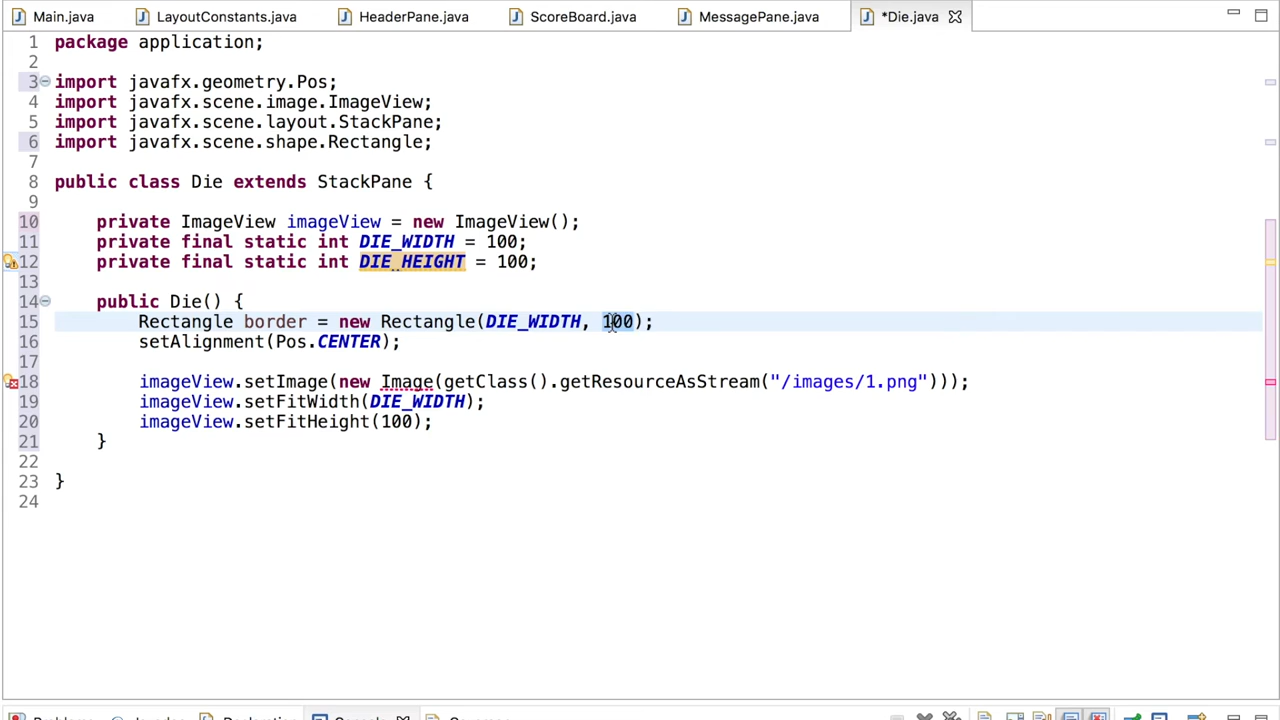 Main.java LayoutConstants.java HeaderPane.java ScoreBoard.java MessagePane.java *Die.java
1 package application;
2
3 import javafx.geometry.Pos;
4 import javafx.scene.image.ImageView;
5 import javafx.scene.layout.StackPane;
6 import javafx.scene.shape.Rectangle;
7
8 public class Die extends StackPane {
9
10 private ImageView imageView = new ImageView();
11 private final static int DIE_WIDTH = 100;
12 private final static int DIE_HEIGHT = 100;
13
14 public Die() {
15 Rectangle border = new Rectangle(DIE_WIDTH, 100);
16 setAlignment(Pos.CENTER);
17
18 imageView.setImage(new Image(getClass().getResourceAsStream("/images/1.png")));
19 imageView.setFitWidth(DIE_WIDTH);
20 imageView.setFitHeight(100);
21 }
22
23 }
24